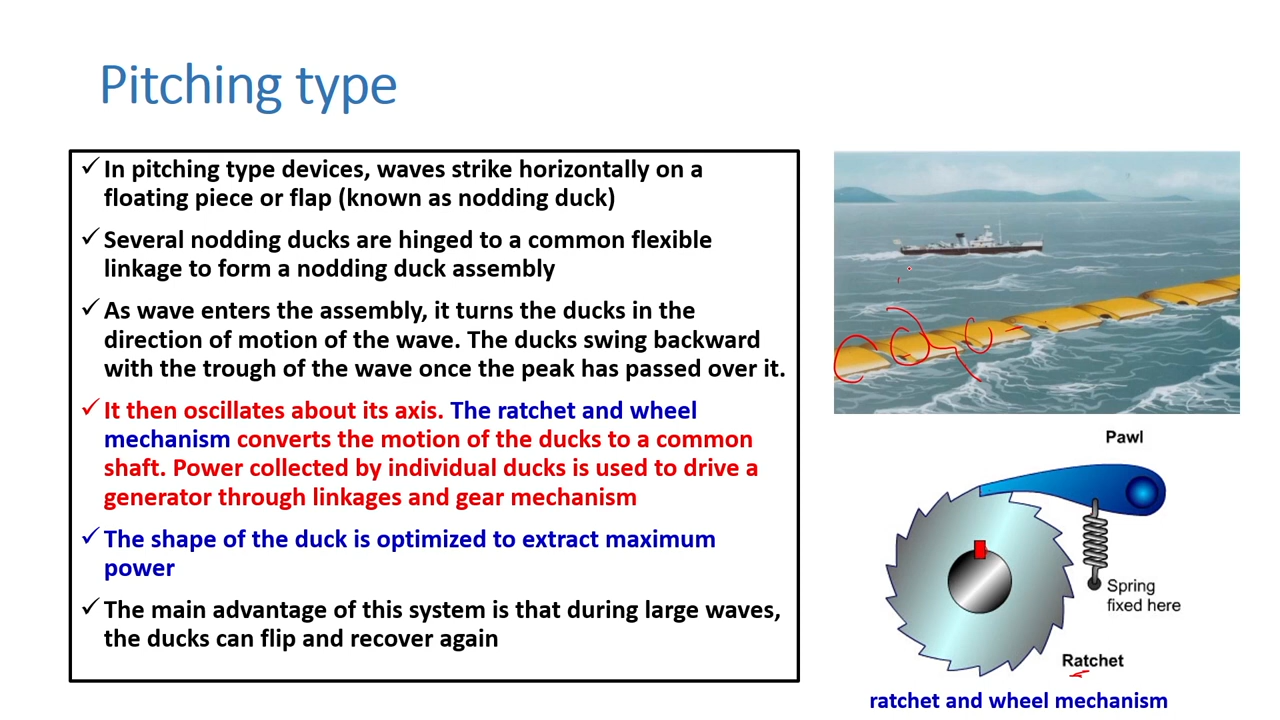 Pitching type
✓ In pitching type devices, waves strike horizontally on a
floating piece or flap (known as nodding duck)
✓ Several nodding ducks are hinged to a common flexible
linkage to form a nodding duck assembly
✓ As wave enters the assembly, it turns the ducks in the
direction of motion of the wave. The ducks swing backward
with the trough of the wave once the peak has passed over it.
✓ It then oscillates about its axis. The ratchet and wheel
mechanism converts the motion of the ducks to a common
shaft. Power collected by individual ducks is used to drive a
generator through linkages and gear mechanism
✓ The shape of the duck is optimized to extract maximum
power
✓ The main advantage of this system is that during large waves,
the ducks can flip and recover again
Pawl
Spring
fixed here
Ratchet
ratchet and wheel mechanism